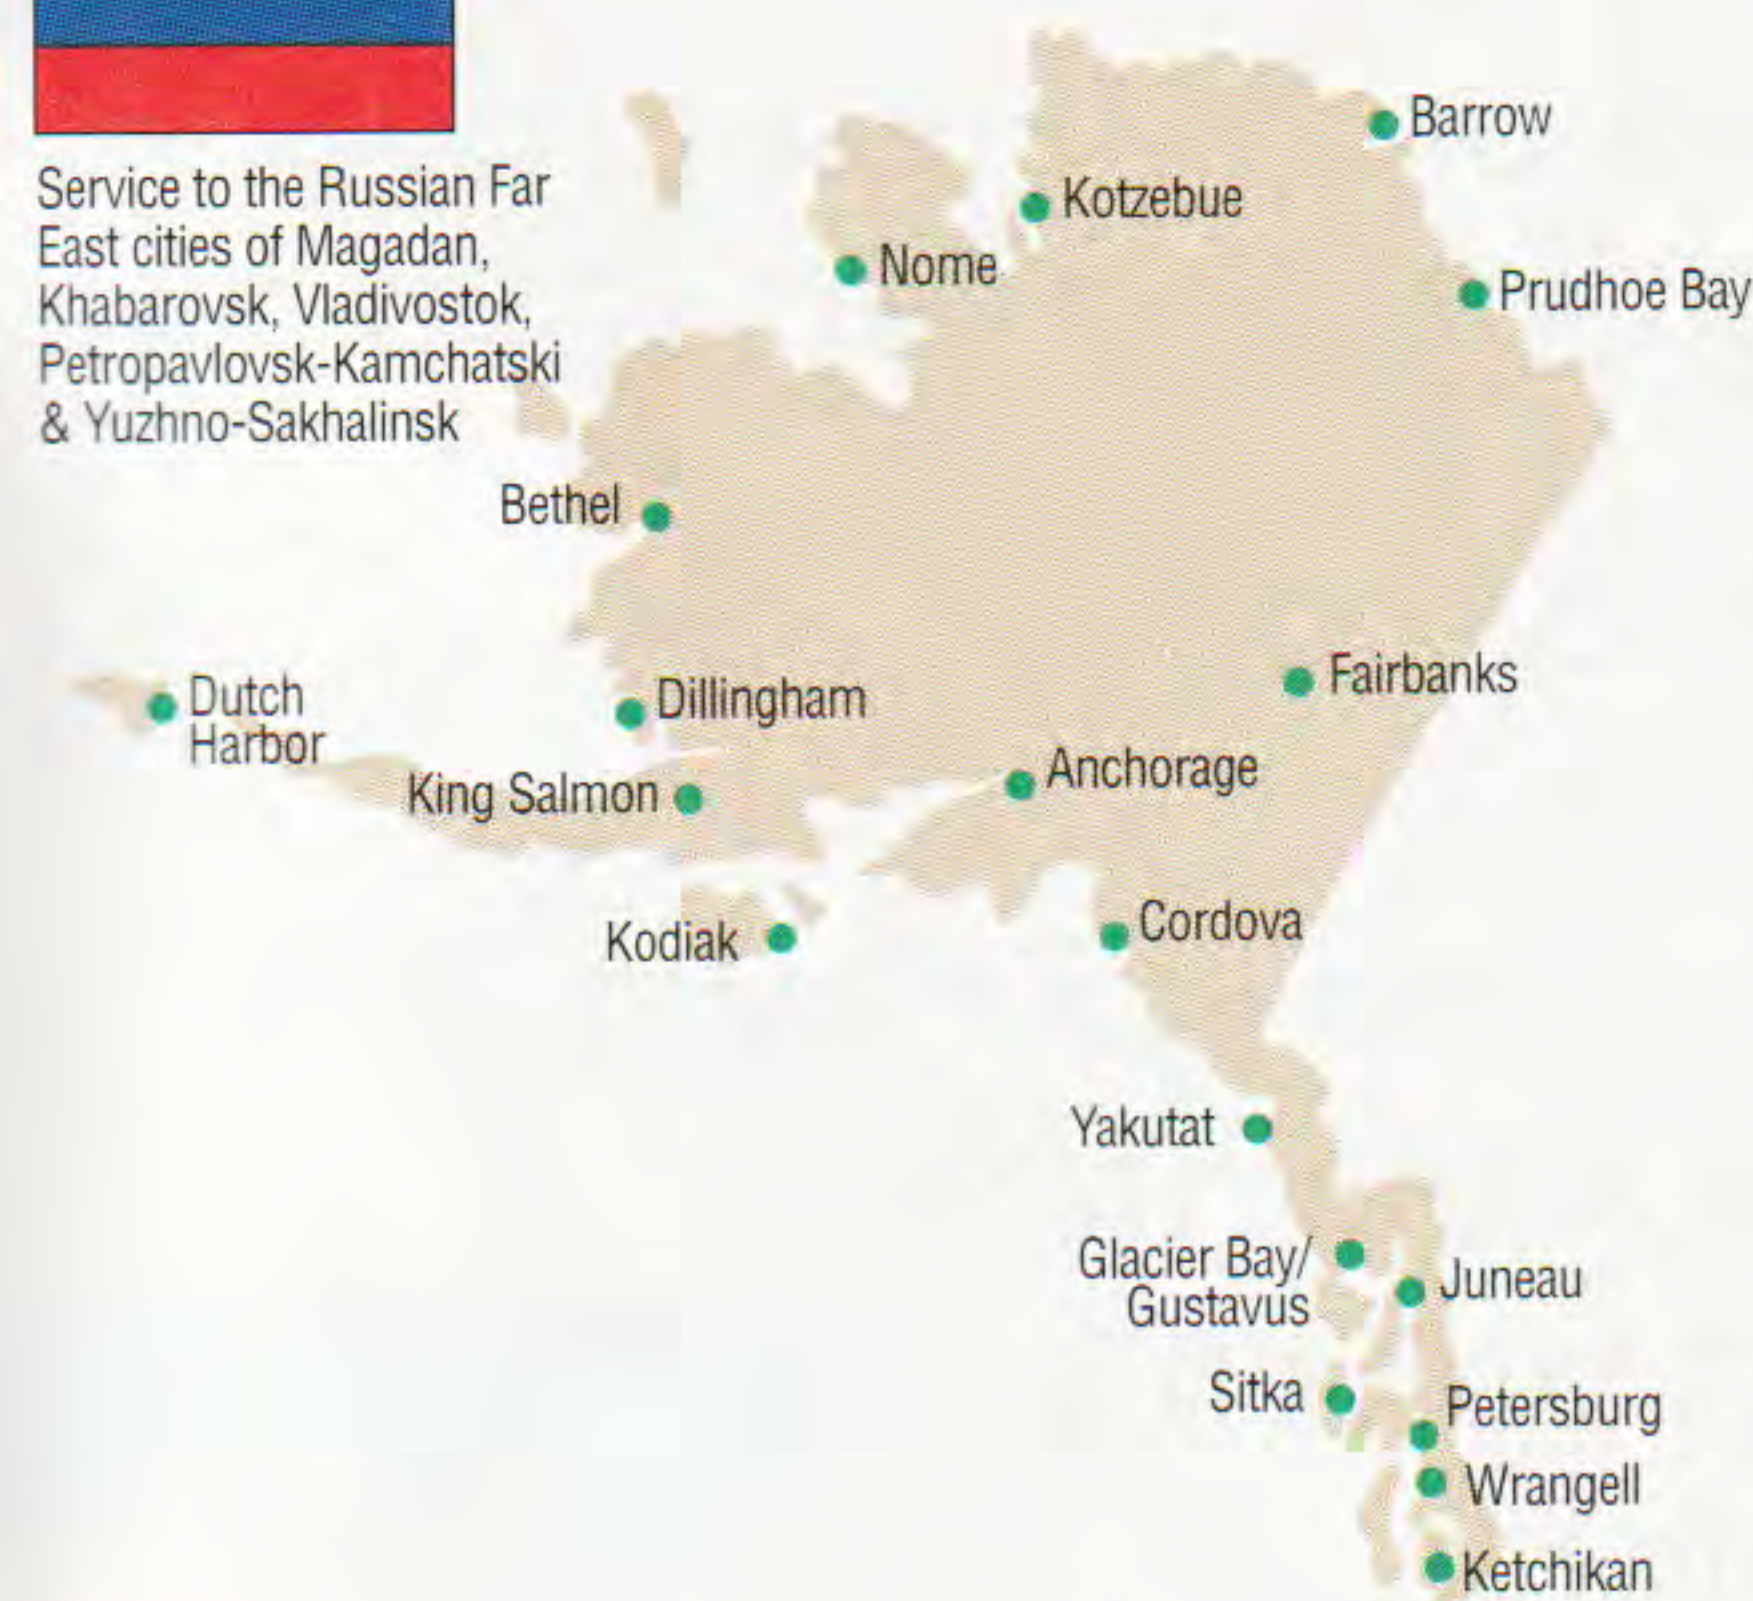 Service to the Russian Far
East cities of Magadan,
Khabarovsk, Vladivostok,
Petropavlovsk-Kamchatski
& Yuzhno-Sakhalinsk
Barrow
Kotzebue
Nome
Prudhoe Bay
Bethel
Fairbanks
Dutch
Harbor
Dillingham
King Salmon
Anchorage
Kodiak
Cordova
Yakutat
Glacier Bay/
Gustavus
Juneau
Sitka
Petersburg
Wrangell
Ketchikan